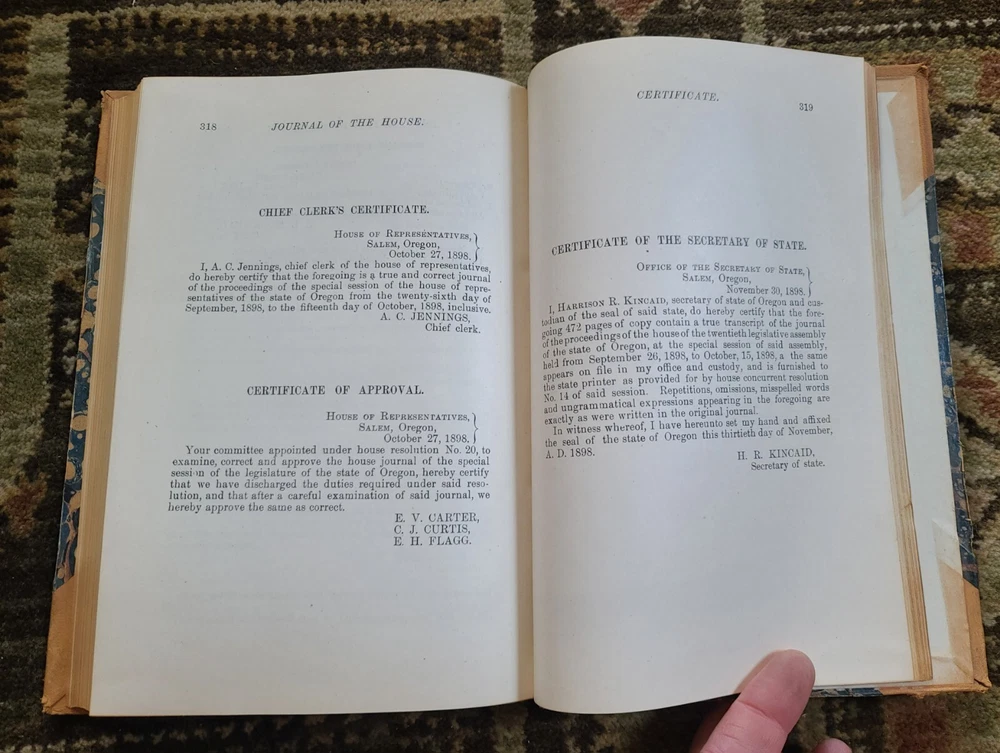 318 JOURNAL OF THE HOUSE.
CHIEF CLERK'S CERTIFICATE.
HOUSE OF REPRESENTATIVES,
SALEM, Oregon,
October 27, 1898.
I, A. C. Jennings, chief clerk of the house of representatives,
do hereby certify that the foregoing is a true and correct journal
of the proceedings of the special session of the house of repre-
sentatives of the state of Oregon from the twenty-sixth day of
September, 1898, to the fifteenth day of October, 1898, inclusive.
A. C. JENNINGS,
Chief clerk.
CERTIFICATE OF APPROVAL.
HOUSE OF REPRESENTATIVES,
SALEM, Oregon,
October 27, 1898.
Your committee appointed under house resolution No. 20, to
examine, correct and approve the house journal of the special
session of the legislature of the state of Oregon, hereby certify
that we have discharged the duties required under said reso-
lution, and that after a careful examination of said journal, we
hereby approve the same as correct.
E. V. CARTER,
C. J. CURTIS,
E. H. FLAGG.
CERTIFICATE. 319
CERTIFICATE OF THE SECRETARY OF STATE.
OFFICE OF THE SECRETARY OF STATE,
SALEM, Oregon,
November 30, 1898.
I, HARRISON R. KINCAID, secretary of state of Oregon and cus-
todian of the seal of said state, do hereby certify that the fore-
going 472 pages of copy contain a true transcript of the journal
of the proceedings of the house of the twentieth legislative assembly
of the state of Oregon, at the special session of said assembly,
held from September 26, 1898, to October, 15, 1898, a the same
appears on file in my office and custody, and is furnished to
the state printer as provided for by house concurrent resolution
No. 14 of said session. Repetitions, omissions, misspelled words
and ungrammatical expressions appearing in the foregoing are
exactly as were written in the original journal.
In witness whereof, I have hereunto set my hand and affixed
the seal of the state of Oregon this thirtieth day of November,
A. D. 1898.
H. R. KINCAID,
Secretary of state.